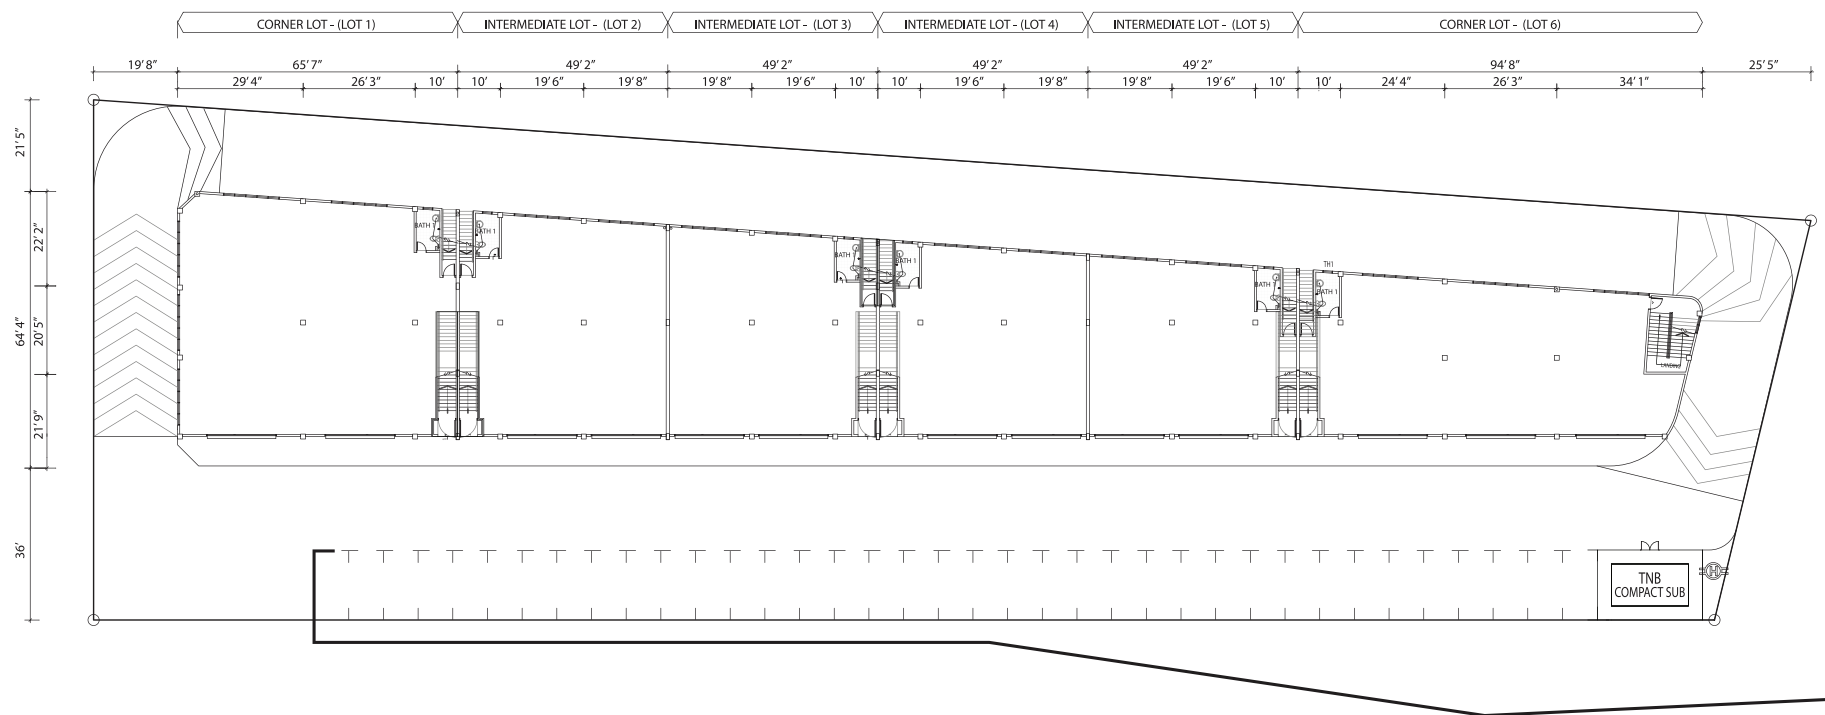 CORNER LOT - (LOT 1)
INTERMEDIATE LOT - (LOT 2)
INTERMEDIATE LOT - (LOT 3)
INTERMEDIATE LOT - (LOT 4)
INTERMEDIATE LOT - (LOT 5)
CORNER LOT - (LOT 6)
19'8" 65'7" 49'2" 49'2" 49'2" 49'2" 94'8" 25'5"
29'4" 26'3" 10' 10' 19'6" 19'8" 19'8" 19'6" 10' 10' 19'6" 19'8" 19'8" 19'6" 10' 10' 24'4" 26'3" 34'1"
21'5"
22'2"
64'4"
20'5"
21'9"
36'
BATH 1
BATH 1
BATH 1
BATH 1
TH1
BATH 1
BATH 1
LANDING
TNB
COMPACT SUB
H